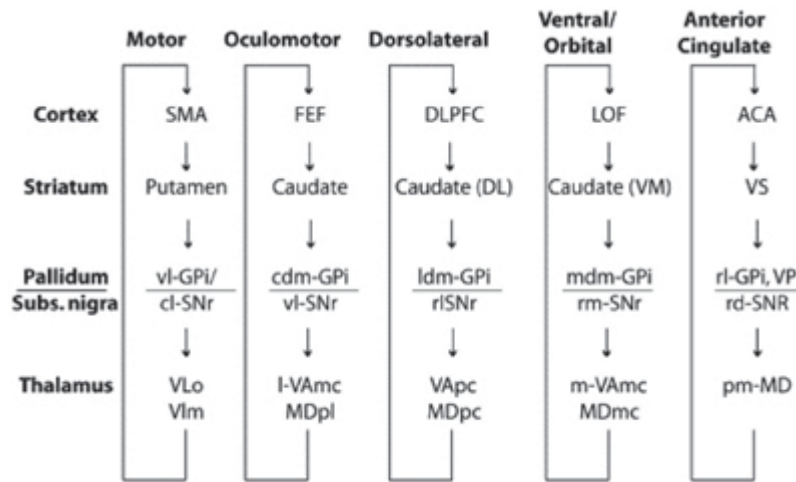 Motor Oculomotor Dorsolateral Ventral/ Orbital Anterior Cingulate
Cortex SMA FEF DLPFC LOF ACA
Striatum Putamen Caudate Caudate (DL) Caudate (VM) VS
Pallidum vl-GPi/ cdm-GPi ldm-GPi mdm-GPi rl-GPi, VP
Subs. nigra cl-SNr vl-SNr rlSNr rm-SNr rd-SNR
Thalamus VLo l-VAmc VApc m-VAmc pm-MD
Vlm MDpl MDpc MDmc